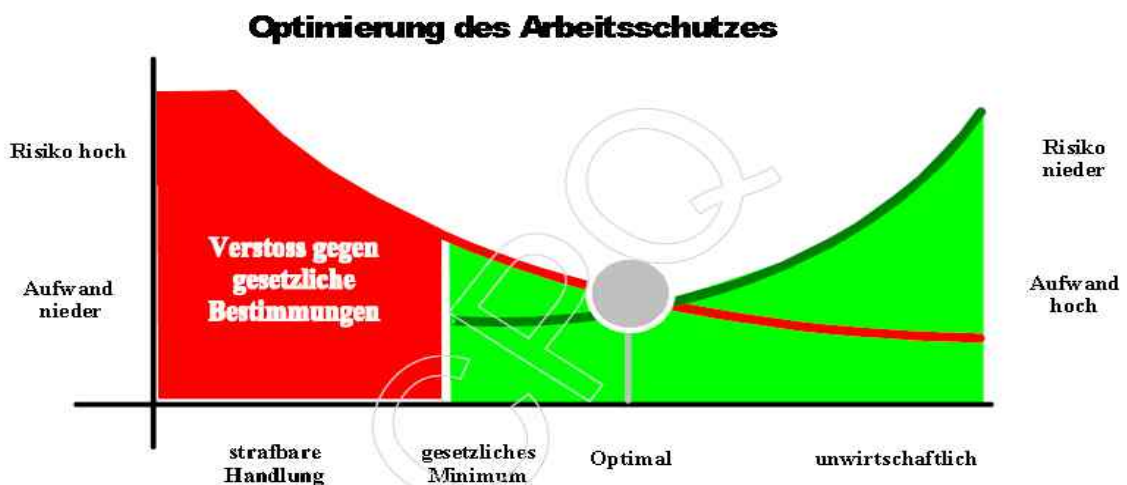 Optimierung des Arbeitsschutzes
Risiko hoch
Risiko
nieder
Verstoss gegen
gesetzliche
Bestimmungen
Aufwand
nieder
Aufwand
hoch
CPQ
strafbare
Handlung
gesetzliches
Minimum
Optimal
unwirtschaftlich